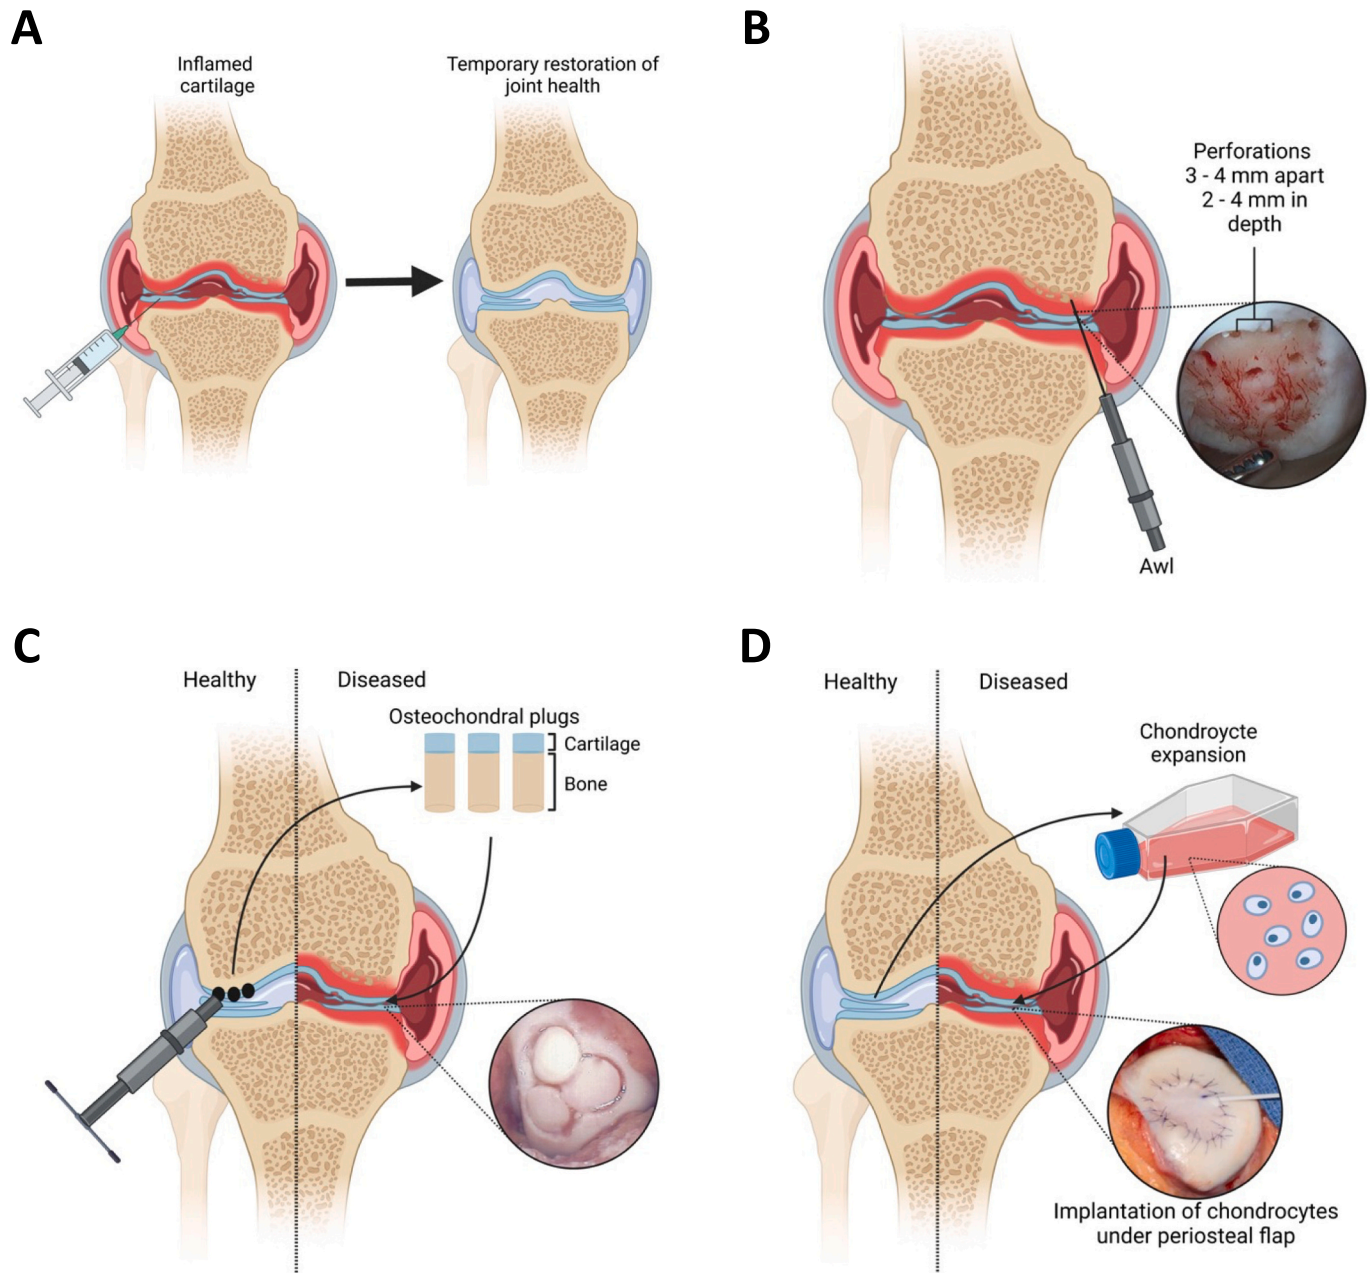 A
Inflamed
cartilage
Temporary restoration of
joint health
B
Perforations
3 - 4 mm apart
2 - 4 mm in
depth
Awl
C
Healthy
Diseased
Osteochondral plugs
Cartilage
Bone
D
Healthy
Diseased
Chondroycte
expansion
Implantation of chondrocytes
under periosteal flap